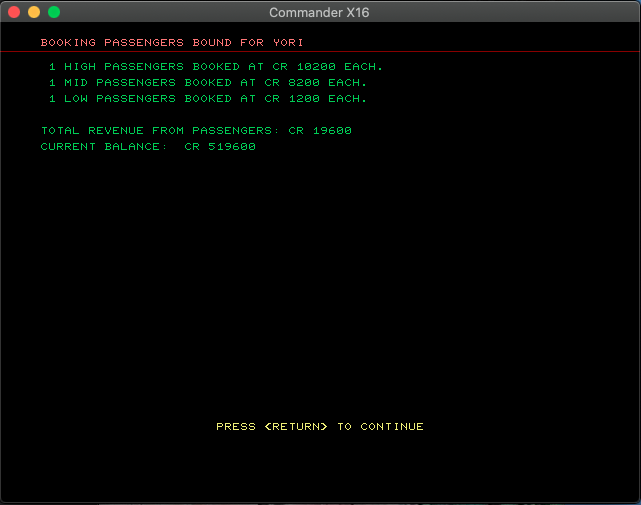 Commander X16
BOOKING PASSENGERS BOUND FOR YORI
1 HIGH PASSENGERS BOOKED AT CR 10200 EACH.
1 MID PASSENGERS BOOKED AT CR 8200 EACH.
1 LOW PASSENGERS BOOKED AT CR 1200 EACH.
TOTAL REVENUE FROM PASSENGERS: CR 19600
CURRENT BALANCE: CR 519600
PRESS <RETURN> TO CONTINUE